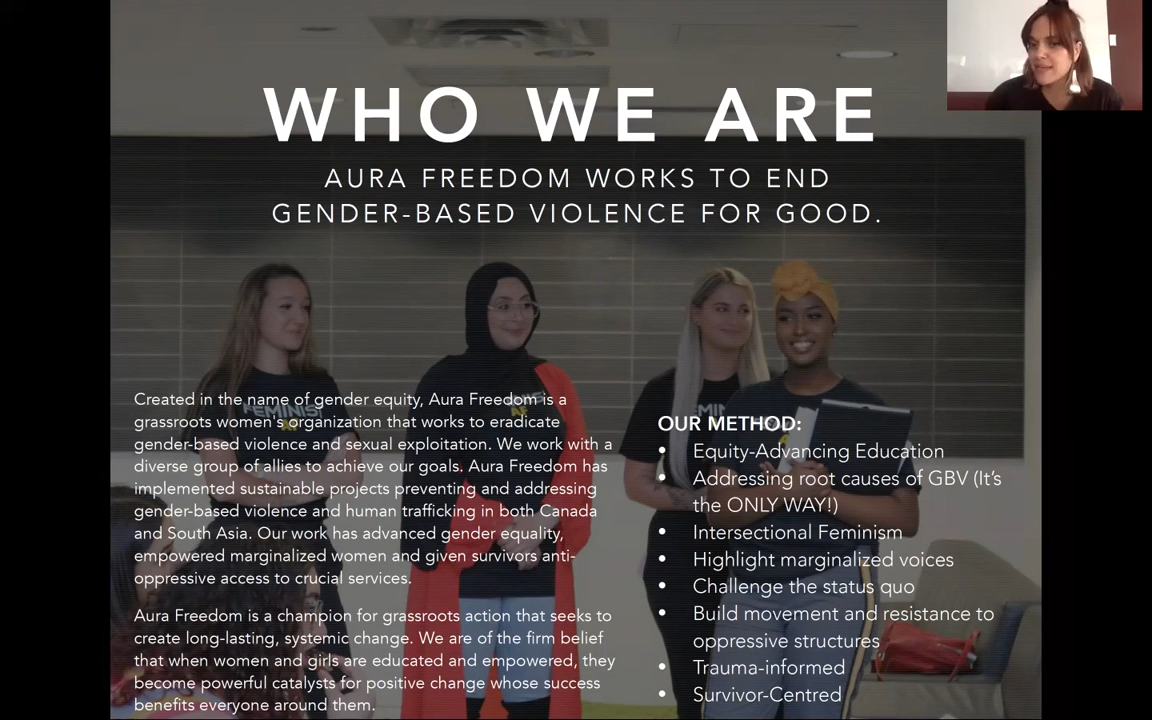 WHO WE ARE
AURA FREEDOM WORKS TO END
GENDER-BASED VIOLENCE FOR GOOD.
Created in the name of gender equity, Aura Freedom is a
grassroots women's organization that works to eradicate
gender-based violence and sexual exploitation. We work with a
diverse group of allies to achieve our goals. Aura Freedom has
implemented sustainable projects preventing and addressing
gender-based violence and human trafficking in both Canada
and South Asia. Our work has advanced gender equality,
empowered marginalized women and given survivors anti-
oppressive access to crucial services.
Aura Freedom is a champion for grassroots action that seeks to
create long-lasting, systemic change. We are of the firm belief
that when women and girls are educated and empowered, they
become powerful catalysts for positive change whose success
benefits everyone around them.
OUR METHOD:
• Equity-Advancing Education
• Addressing root causes of GBV (It's
the ONLY WAY!)
• Intersectional Feminism
• Highlight marginalized voices
• Challenge the status quo
• Build movement and resistance to
oppressive structures
• Trauma-informed
• Survivor-Centred
FEMINIST
AF
AF